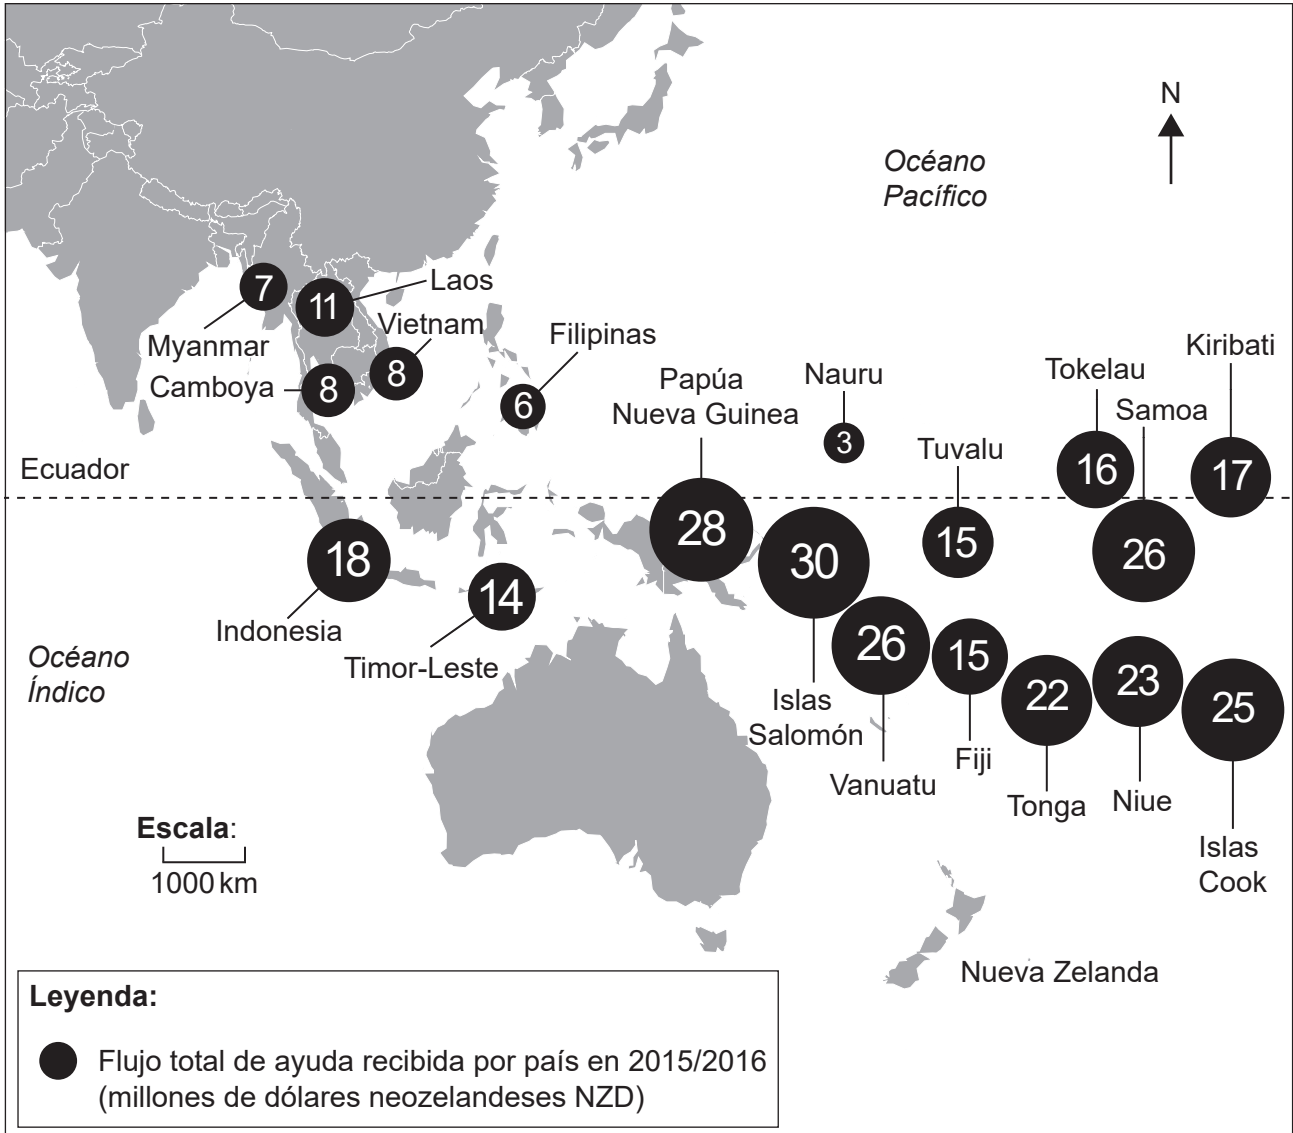 N
Océano
Pacífico
7
Laos
11
Myanmar
Vietnam
Camboya
8
8
Filipinas
6
Papúa
Nueva Guinea
Nauru
3
Tuvalu
Tokelau
Samoa
Kiribati
16
17
Ecuador
28
30
15
26
18
14
Indonesia
Timor-Leste
Océano
Índico
26
15
22
23
25
Islas
Salomón
Vanuatu
Fiji
Tonga
Niue
Islas
Cook
Escala:
1000 km
Nueva Zelanda
Leyenda:
Flujo total de ayuda recibida por país en 2015/2016
(millones de dólares neozelandeses NZD)